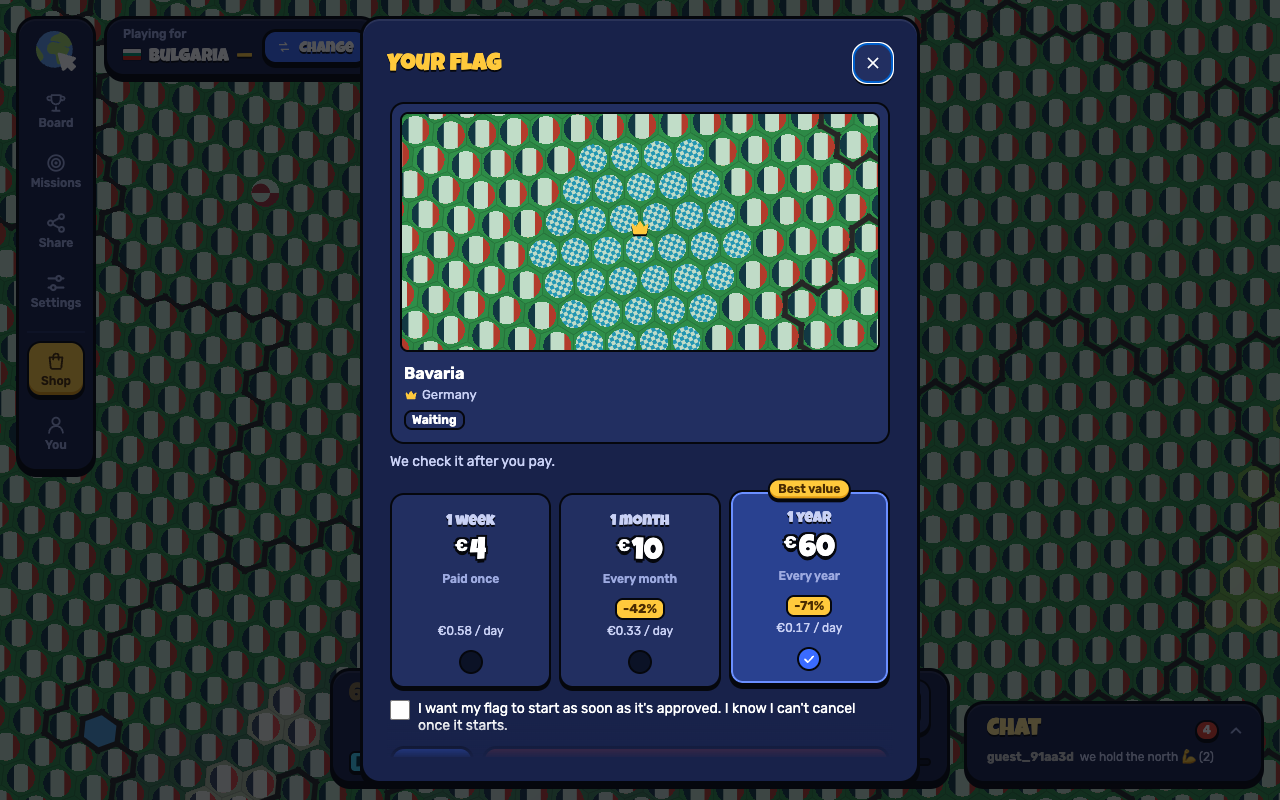 Playing for
BULGARIA
CHANGE
Board
Missions
Share
Settings
Shop
You
YOUR FLAG
Bavaria
Germany
Waiting
We check it after you pay.
1 WEEK
€4
Paid once
€0.58 / day
1 MONTH
€10
Every month
-42%
€0.33 / day
Best value
1 YEAR
€60
Every year
-71%
€0.17 / day
I want my flag to start as soon as it's approved. I know I can't cancel
once it starts.
CHAT
4
guest_91aa3d we hold the north 💪 (2)